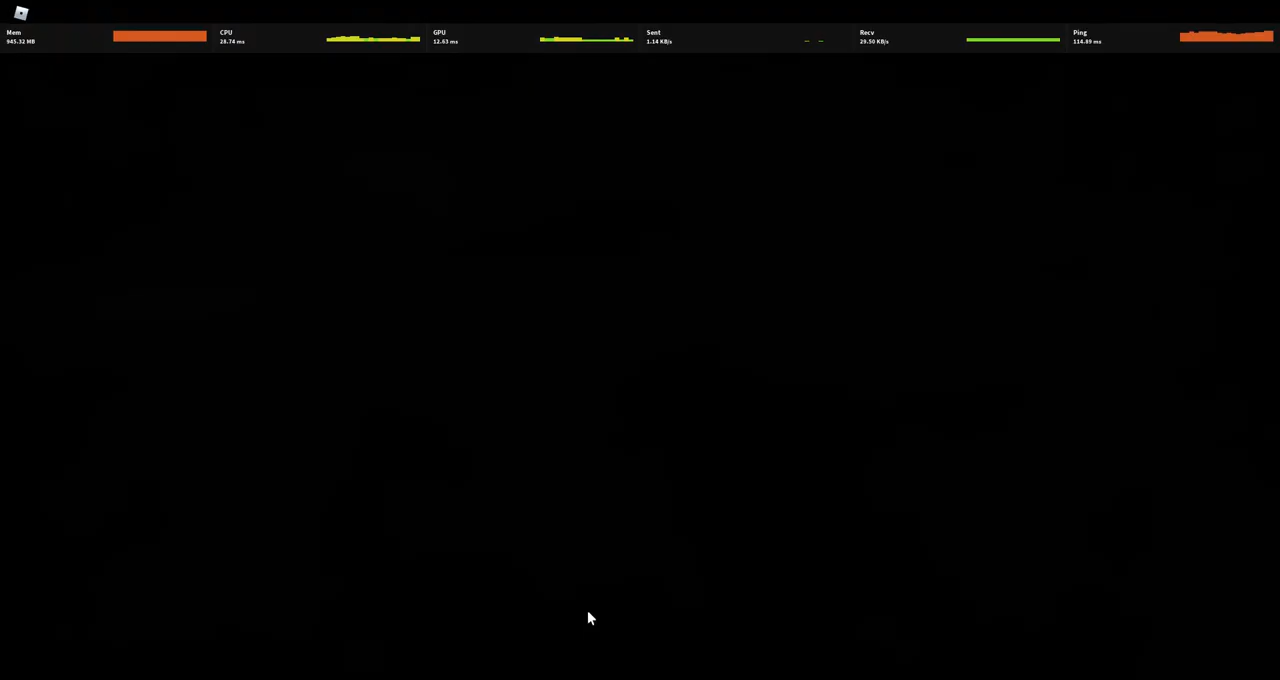 Mem
945.32 MB
CPU
28.74 ms
GPU
12.63 ms
Sent
1.14 KB/s
Recv
29.50 KB/s
Ping
114.89 ms